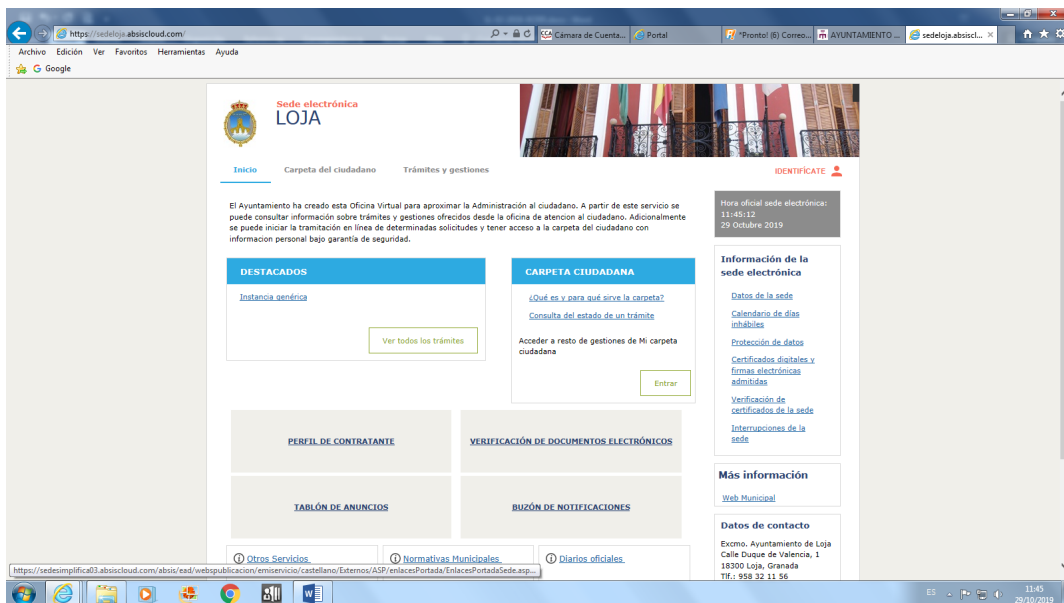 https://sedeloja.absiscloud.com/
Cámara de Cuenta...
Portal
*Pronto! (6) Correo...
AYUNTAMIENTO ...
sedeloja.absiscl...
Archivo Edición Ver Favoritos Herramientas Ayuda
Google
Sede electrónica
LOJA
Inicio Carpeta del ciudadano Trámites y gestiones IDENTIFÍCATE
El Ayuntamiento ha creado esta Oficina Virtual para aproximar la Administración al ciudadano. A partir de este servicio se
puede consultar información sobre trámites y gestiones ofrecidos desde la oficina de atencion al ciudadano. Adicionalmente
se puede iniciar la tramitación en línea de determinadas solicitudes y tener acceso a la carpeta del ciudadano con
informacion personal bajo garantía de seguridad.
DESTACADOS
Instancia genérica
Ver todos los trámites
CARPETA CIUDADANA
¿Qué es y para qué sirve la carpeta?
Consulta del estado de un trámite
Acceder a resto de gestiones de Mi carpeta
ciudadana
Entrar
PERFIL DE CONTRATANTE
VERIFICACIÓN DE DOCUMENTOS ELECTRÓNICOS
TABLÓN DE ANUNCIOS
BUZÓN DE NOTIFICACIONES
Otros Servicios
Normativas Municipales
Diarios oficiales
Hora oficial sede electrónica:
11:45:12
29 Octubre 2019
Información de la
sede electrónica
Datos de la sede
Calendario de días
inhábiles
Protección de datos
Certificados digitales y
firmas electrónicas
admitidas
Verificación de
certificados de la sede
Interrupciones de la
sede
Más información
Web Municipal
Datos de contacto
Excmo. Ayuntamiento de Loja
Calle Duque de Valencia, 1
18300 Loja, Granada
Tlf.: 958 32 11 56
https://sedesimplifica03.absiscloud.com/absis/ead/webspublicacion/emiservicio/castellano/Externos/ASP/enlacesPortada/EnlacesPortadaSede.asp...
ES
11:45
29/10/2019